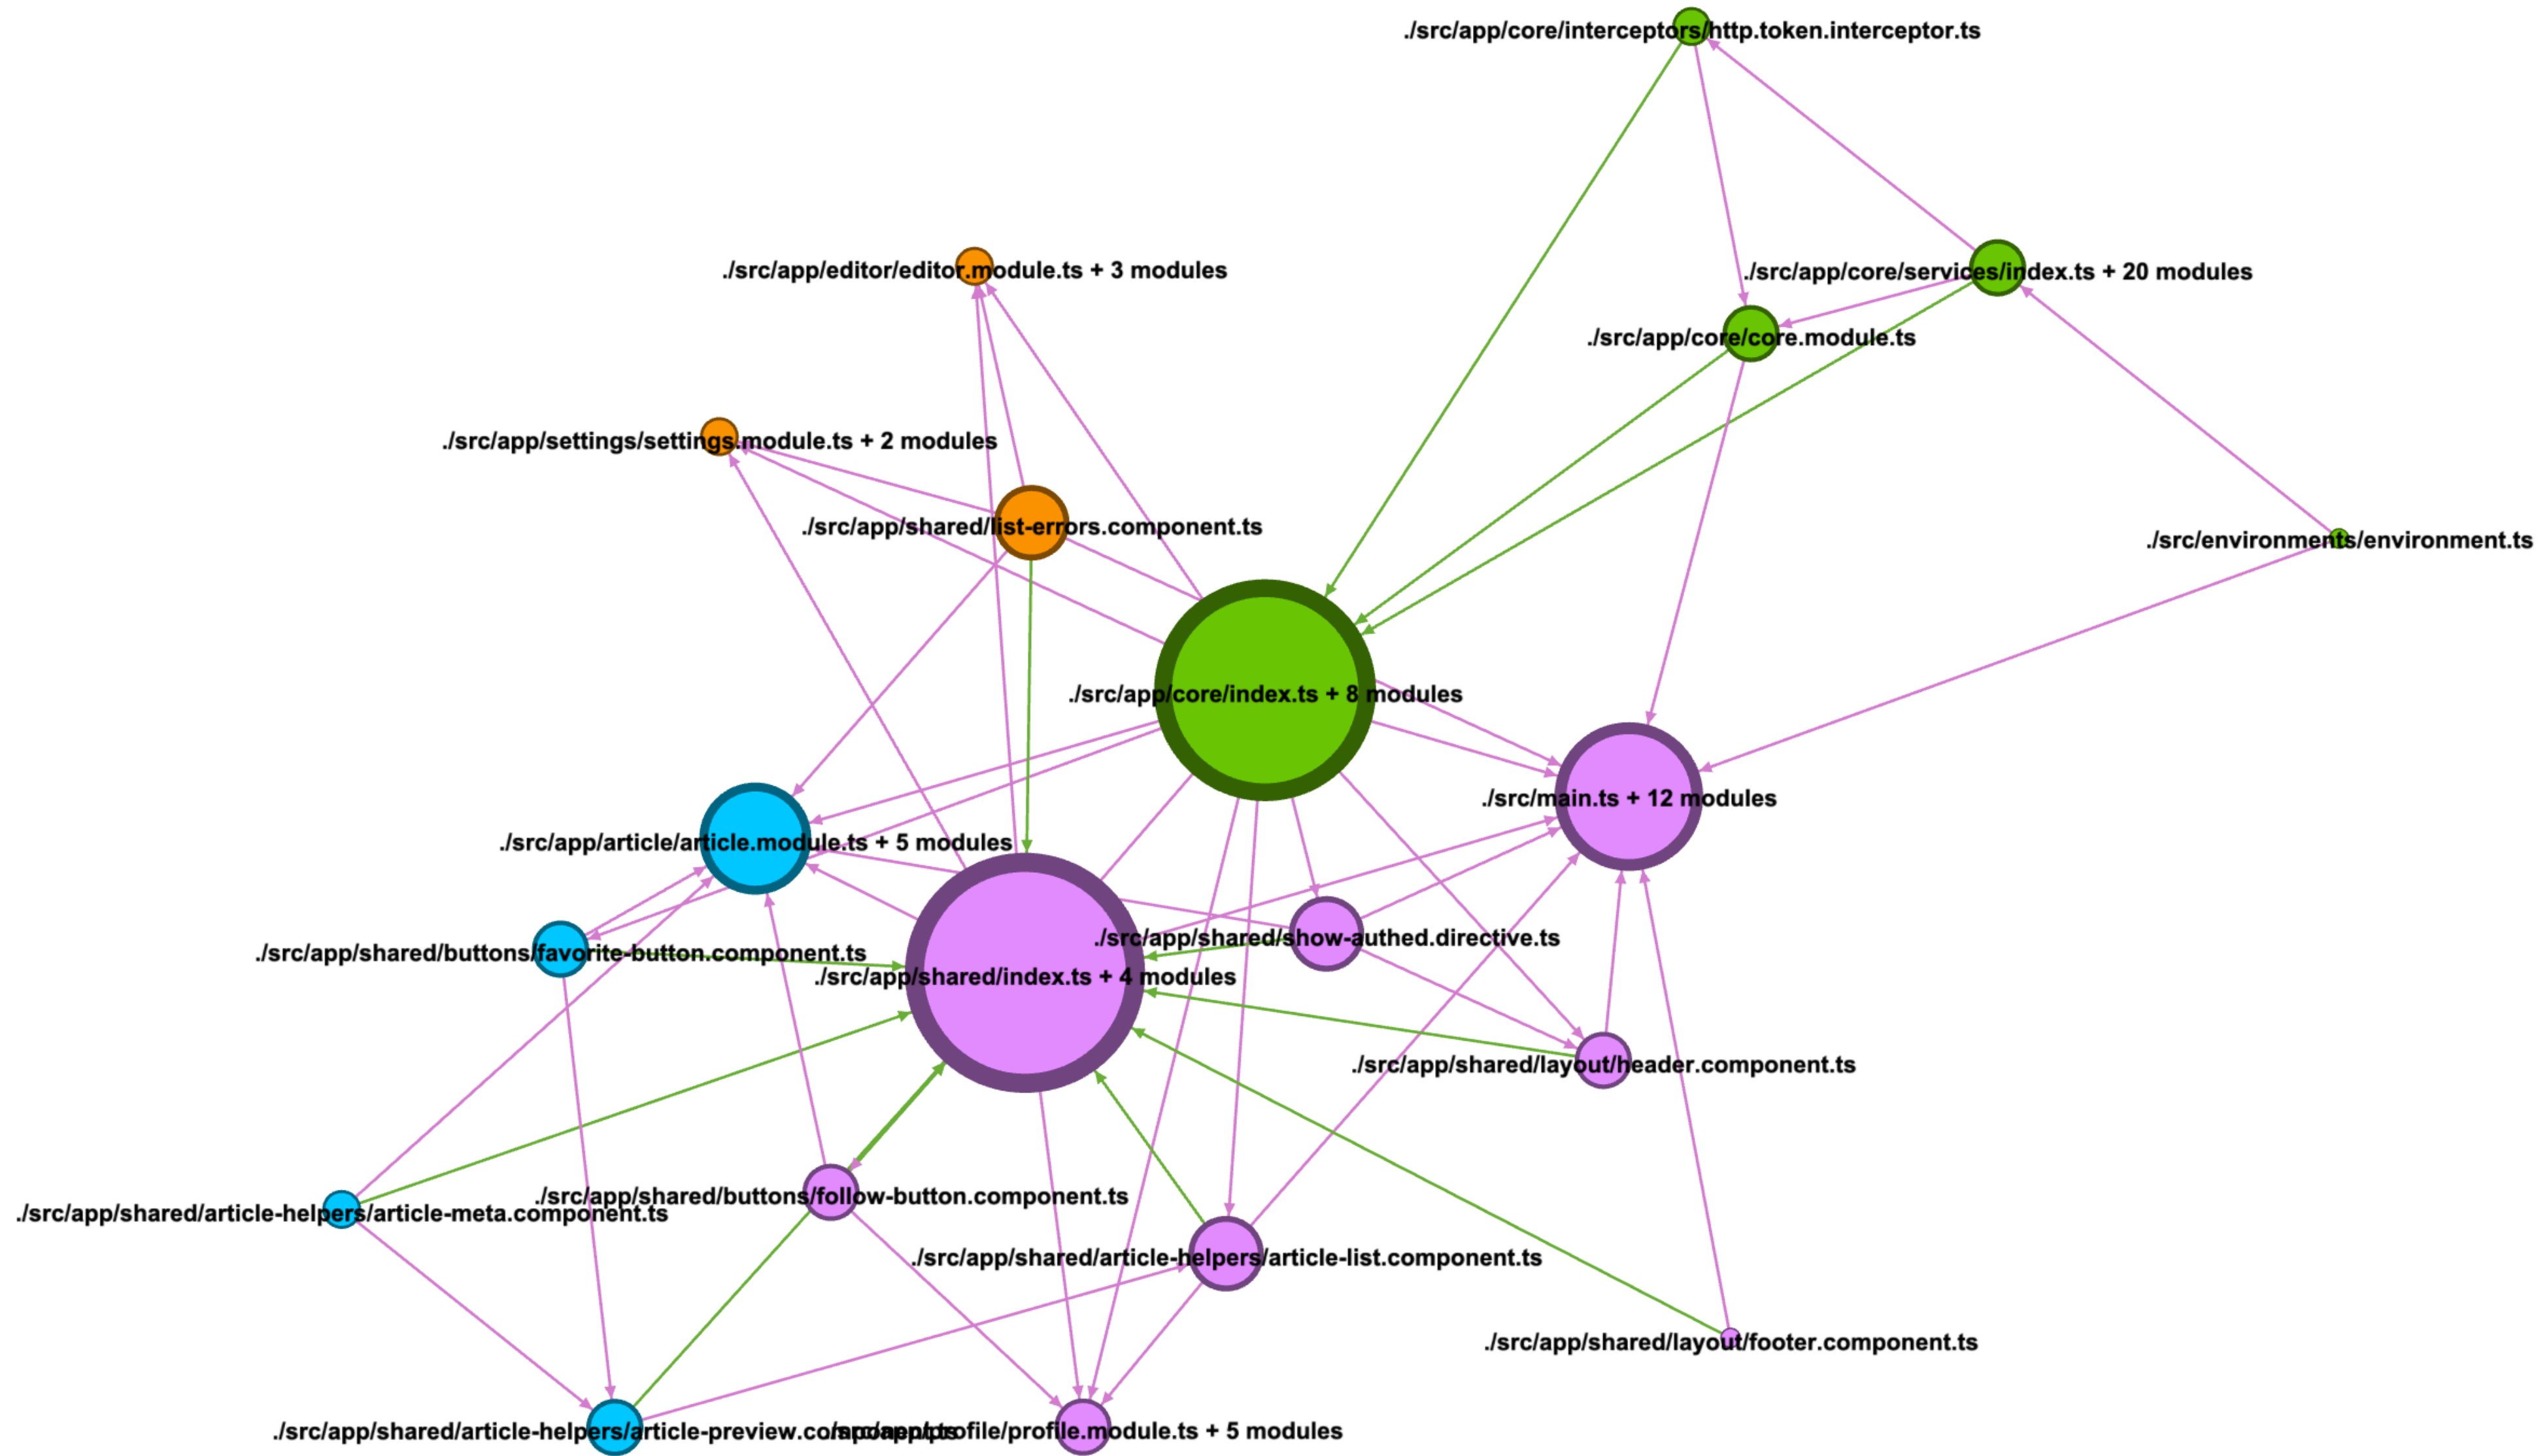 ./src/app/core/interceptors/http.token.interceptor.ts
./src/app/editor/editor.module.ts + 3 modules
./src/app/core/services/index.ts + 20 modules
./src/app/core/core.module.ts
./src/app/settings/settings.module.ts + 2 modules
./src/app/shared/list-errors.component.ts
./src/environments/environment.ts
./src/app/core/index.ts + 8 modules
./src/main.ts + 12 modules
./src/app/article/article.module.ts + 5 modules
./src/app/shared/show-authed.directive.ts
./src/app/shared/buttons/favorite-button.component.ts
./src/app/shared/index.ts + 4 modules
./src/app/shared/layout/header.component.ts
./src/app/shared/buttons/follow-button.component.ts
./src/app/shared/article-helpers/article-meta.component.ts
./src/app/shared/article-helpers/article-list.component.ts
./src/app/shared/layout/footer.component.ts
./src/app/shared/article-helpers/article-preview.component.ts
./src/app/profile/profile.module.ts + 5 modules